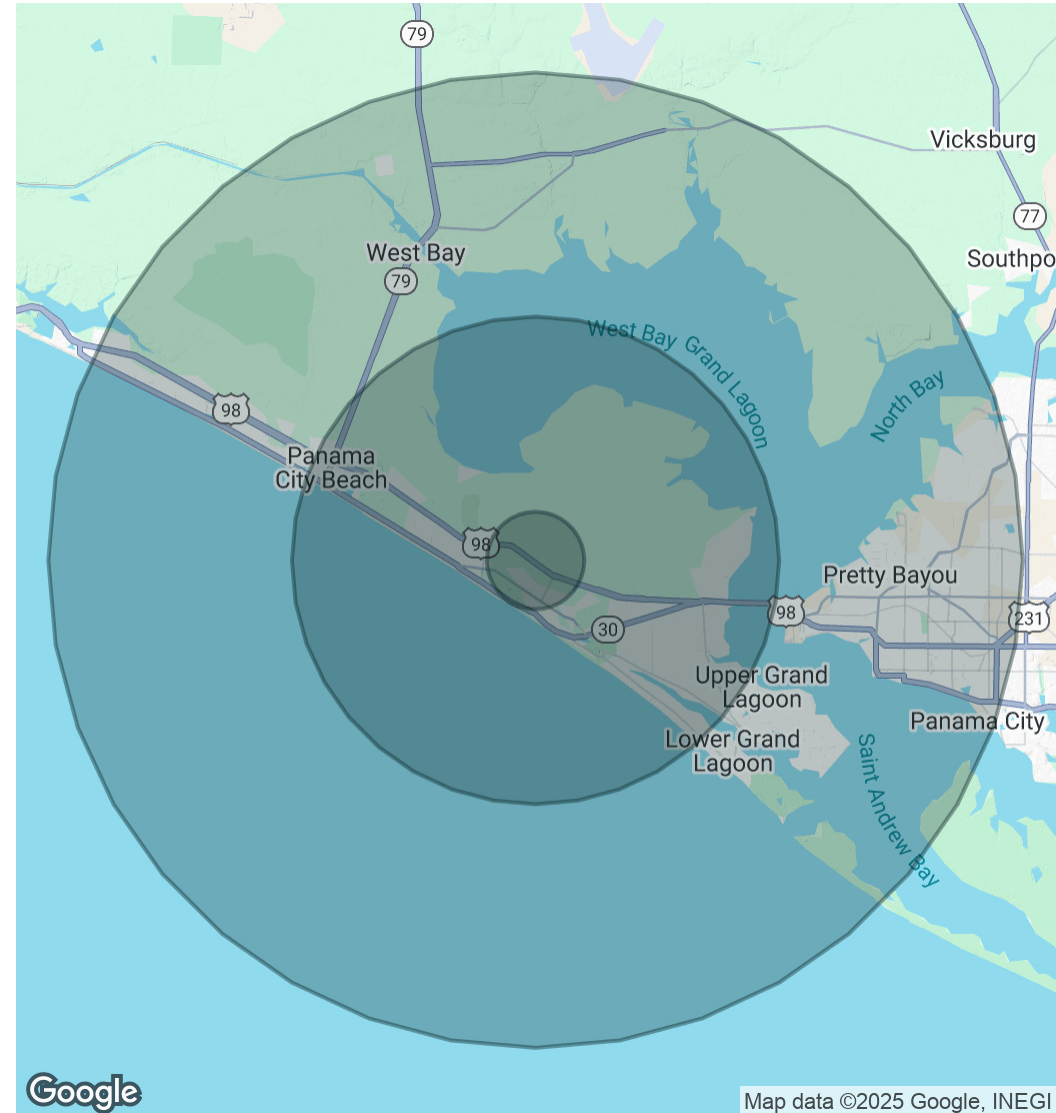 79
Vicksburg
77
West Bay
Southpo
79
West Bay Grand Lagoon
North Bay
98
Panama
City Beach
98
Pretty Bayou
98
231
30
Upper Grand
Lagoon
Panama City
Lower Grand
Lagoon
Saint Andrew Bay
Google
Map data ©2025 Google, INEGI